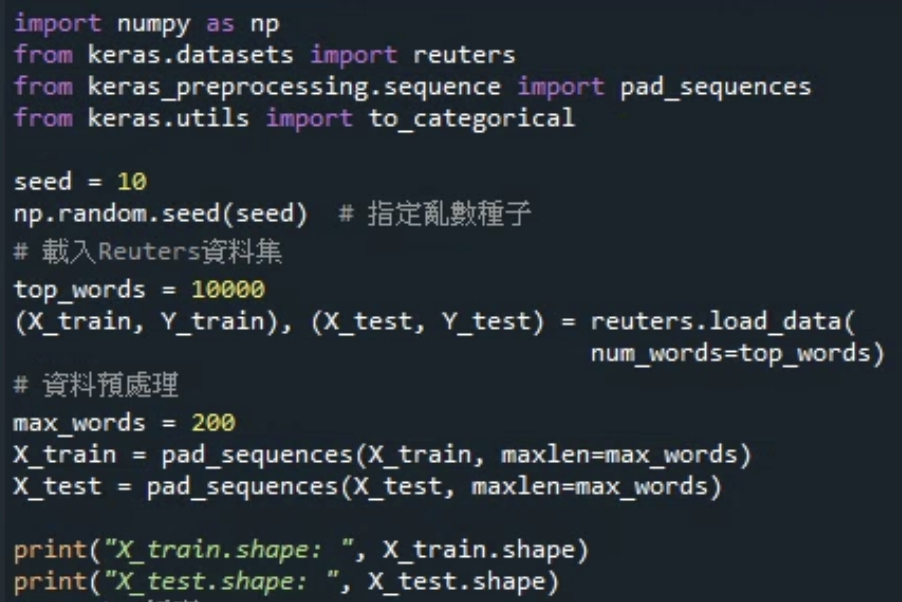 import numpy as np
from keras.datasets import reuters
from keras_preprocessing.sequence import pad_sequences
from keras.utils import to_categorical
seed = 10
np.random.seed(seed)  # 指定亂數種子
# 載入Reuters資料集
top_words = 10000
(X_train, Y_train), (X_test, Y_test) = reuters.load_data(
                                       num_words=top_words)
# 資料預處理
max_words = 200
X_train = pad_sequences(X_train, maxlen=max_words)
X_test = pad_sequences(X_test, maxlen=max_words)
print("X_train.shape: ", X_train.shape)
print("X_test.shape: ", X_test.shape)